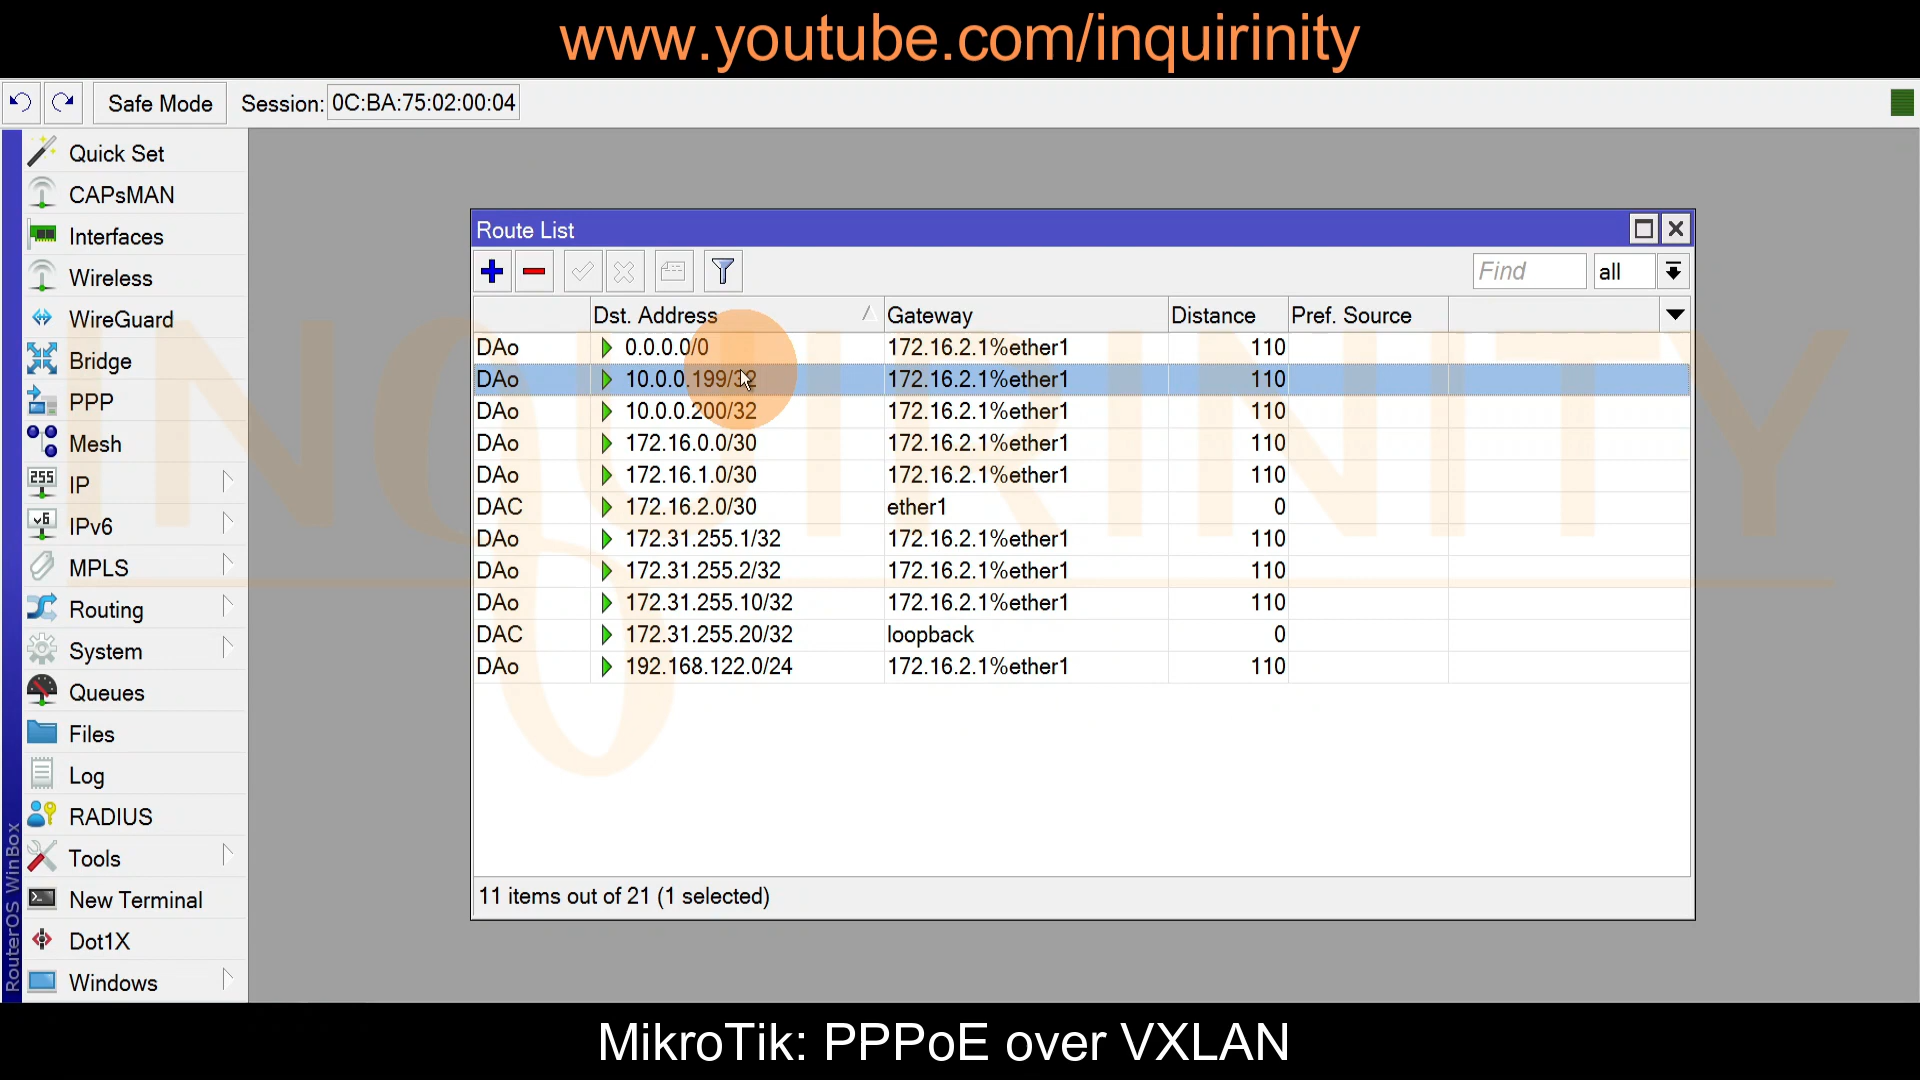 www.youtube.com/inquirinity
Safe Mode Session: 0C:BA:75:02:00:04
Quick Set
CAPsMAN
Interfaces
Wireless
WireGuard
Bridge
PPP
Mesh
IP
IPv6
MPLS
Routing
System
Queues
Files
Log
RADIUS
Tools
New Terminal
Dot1X
Windows
RouterOS WinBox
255
v6
Route List
Find all
Dst. Address Gateway Distance Pref. Source
DAo 0.0.0.0/0 172.16.2.1%ether1 110
DAo 10.0.0.199/32 172.16.2.1%ether1 110
DAo 10.0.0.200/32 172.16.2.1%ether1 110
DAo 172.16.0.0/30 172.16.2.1%ether1 110
DAo 172.16.1.0/30 172.16.2.1%ether1 110
DAC 172.16.2.0/30 ether1 0
DAo 172.31.255.1/32 172.16.2.1%ether1 110
DAo 172.31.255.2/32 172.16.2.1%ether1 110
DAo 172.31.255.10/32 172.16.2.1%ether1 110
DAC 172.31.255.20/32 loopback 0
DAo 192.168.122.0/24 172.16.2.1%ether1 110
11 items out of 21 (1 selected)
INQUIRINITY
MikroTik: PPPoE over VXLAN